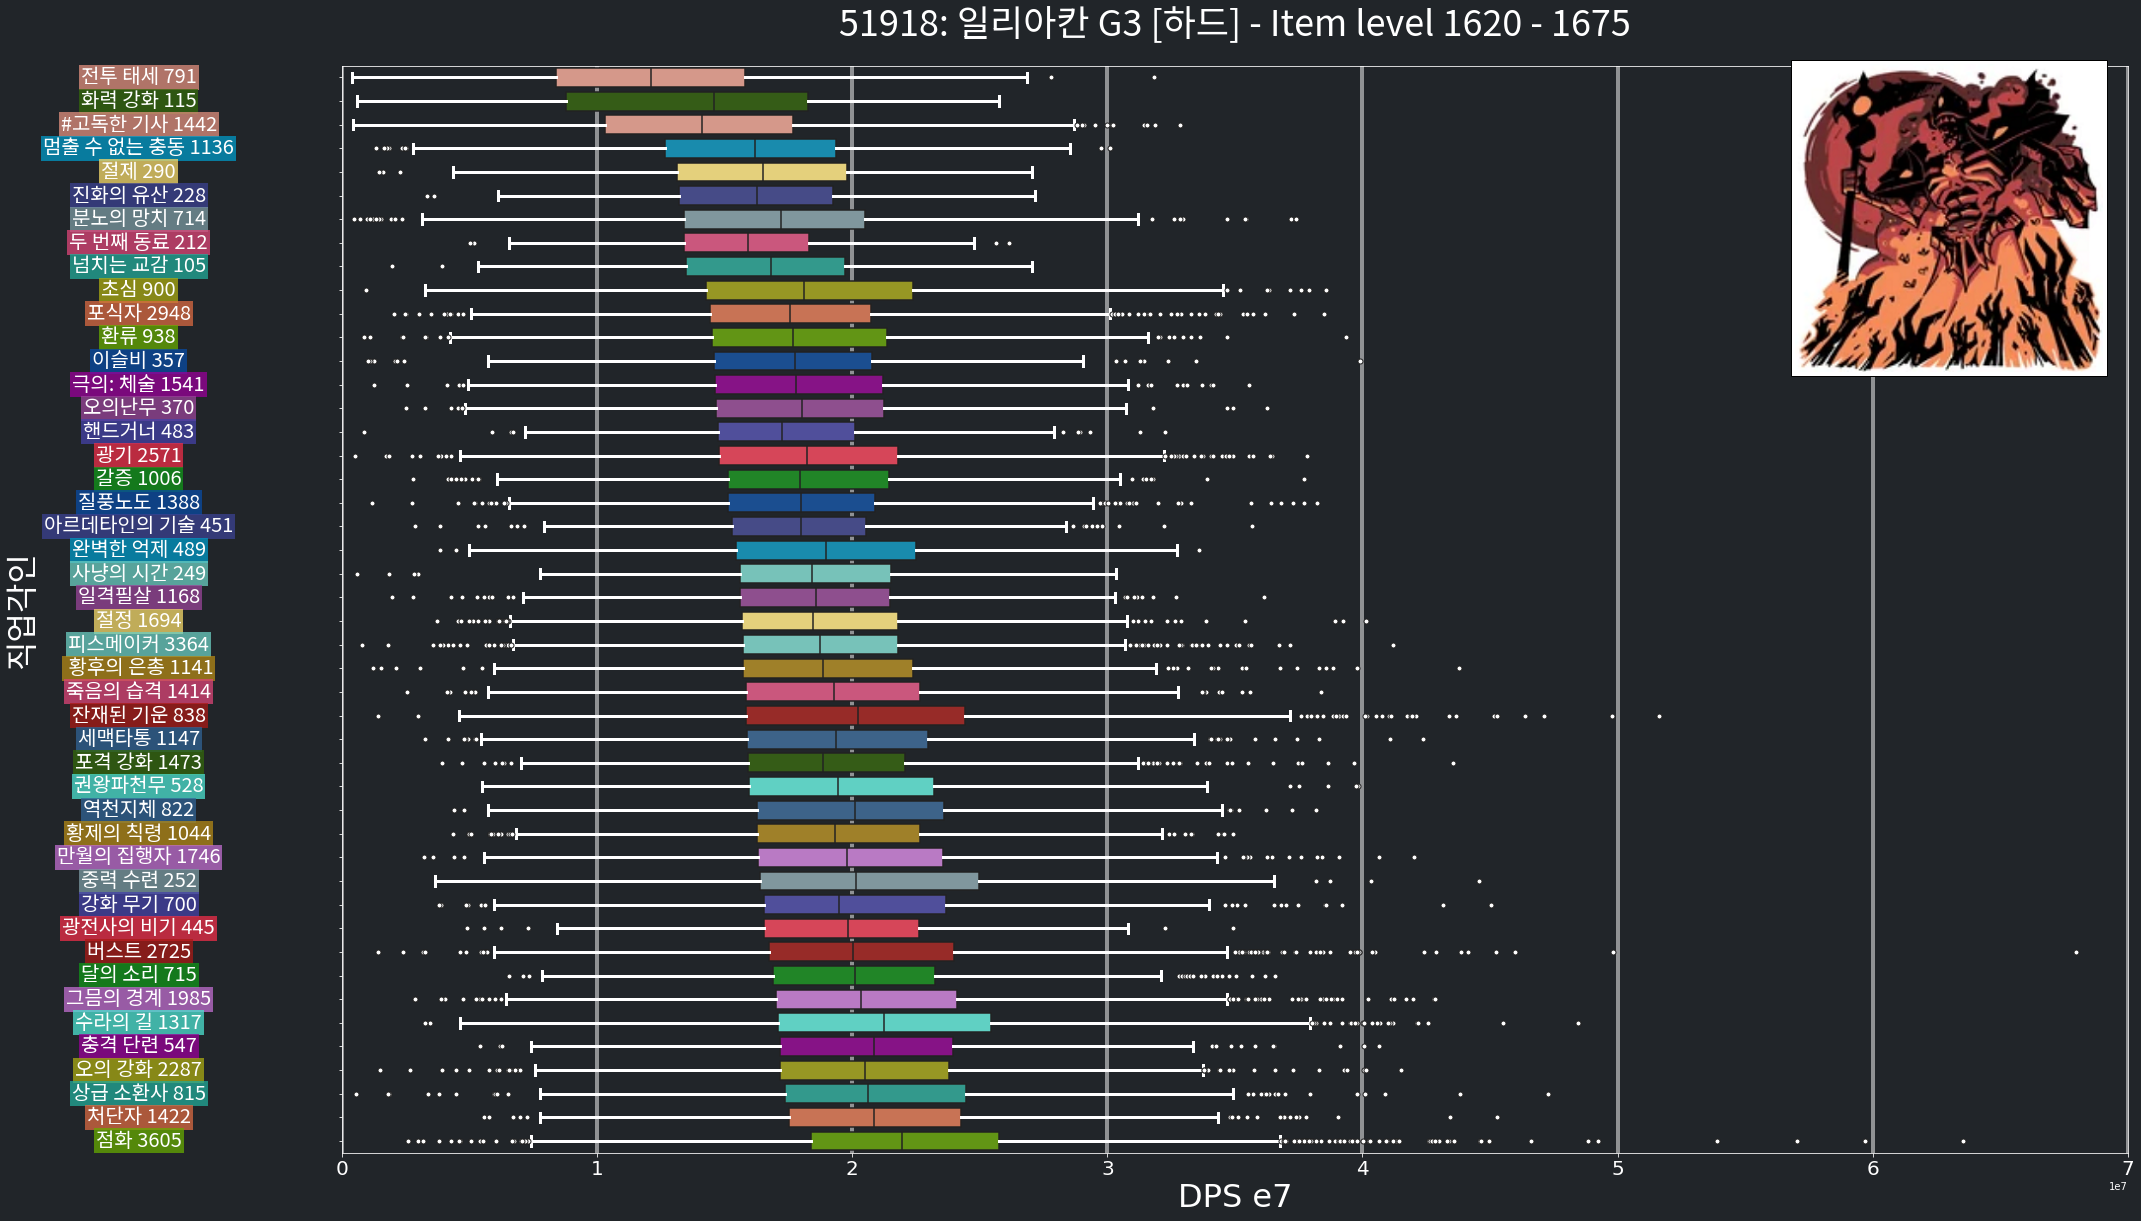 51918: 일리아칸 G3 [하드] - Item level 1620 - 1675
직업각인
전투 태세 791
화력 강화 115
#고독한 기사 1442
멈출 수 없는 충동 1136
절제 290
진화의 유산 228
분노의 망치 714
두 번째 동료 212
넘치는 교감 105
초심 900
포식자 2948
환류 938
이슬비 357
극의: 체술 1541
오의난무 370
핸드거너 483
광기 2571
갈증 1006
질풍노도 1388
아르데타인의 기술 451
완벽한 억제 489
사냥의 시간 249
일격필살 1168
절정 1694
피스메이커 3364
황후의 은총 1141
죽음의 습격 1414
잔재된 기운 838
세맥타통 1147
포격 강화 1473
권왕파천무 528
역천지체 822
황제의 칙령 1044
만월의 집행자 1746
중력 수련 252
강화 무기 700
광전사의 비기 445
버스트 2725
달의 소리 715
그믐의 경계 1985
수라의 길 1317
충격 단련 547
오의 강화 2287
상급 소환사 815
처단자 1422
점화 3605
0 1 2 3 4 5 6 7
1e7
DPS e7